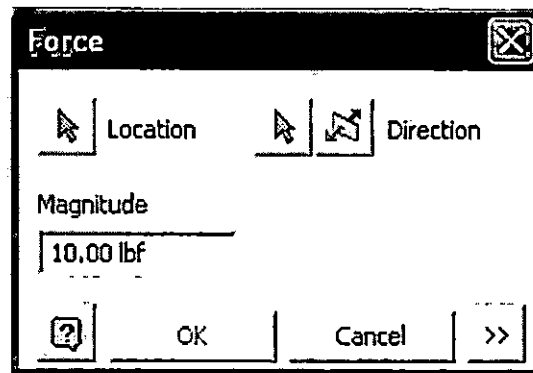 Force
Location Direction
Magnitude
10.00 lbf
? OK Cancel >>